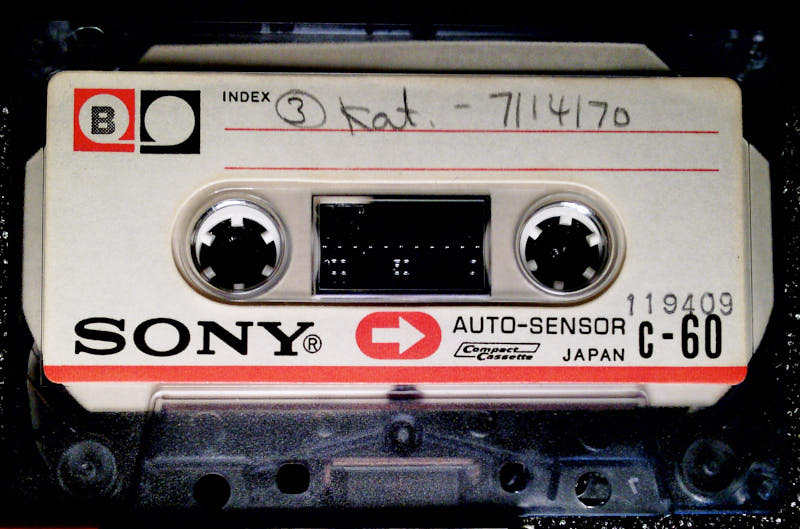 B INDEX ③ Kat. - 7/14/70
119409
SONY® AUTO-SENSOR C-60
Compact Cassette JAPAN